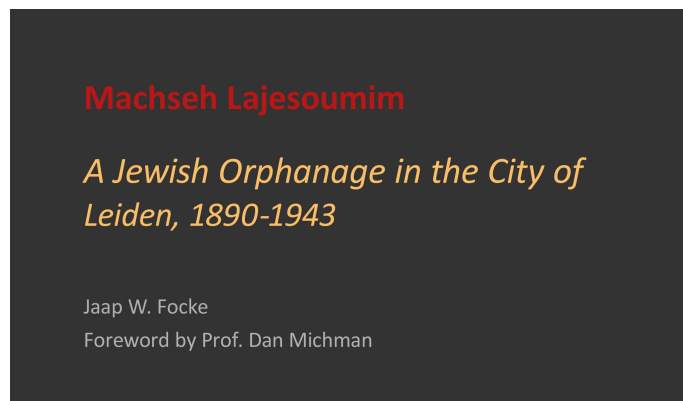 Machseh Lajesoumim
A Jewish Orphanage in the City of
Leiden, 1890-1943
Jaap W. Focke
Foreword by Prof. Dan Michman